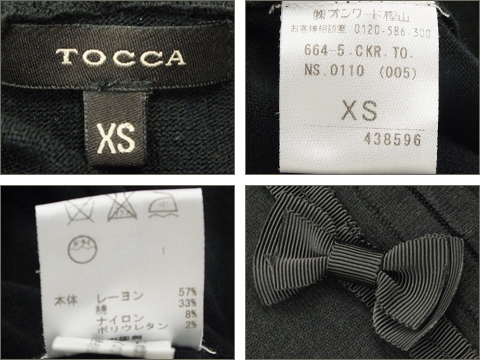 TOCCA
XS
㈱オンワード樫山
お客様相談室 0120-586-300
664-5.CKR.TO.
NS.0110 (005)
XS
438596
本体 レーヨン 57%
綿 33%
ナイロン 8%
ポリウレタン 2%